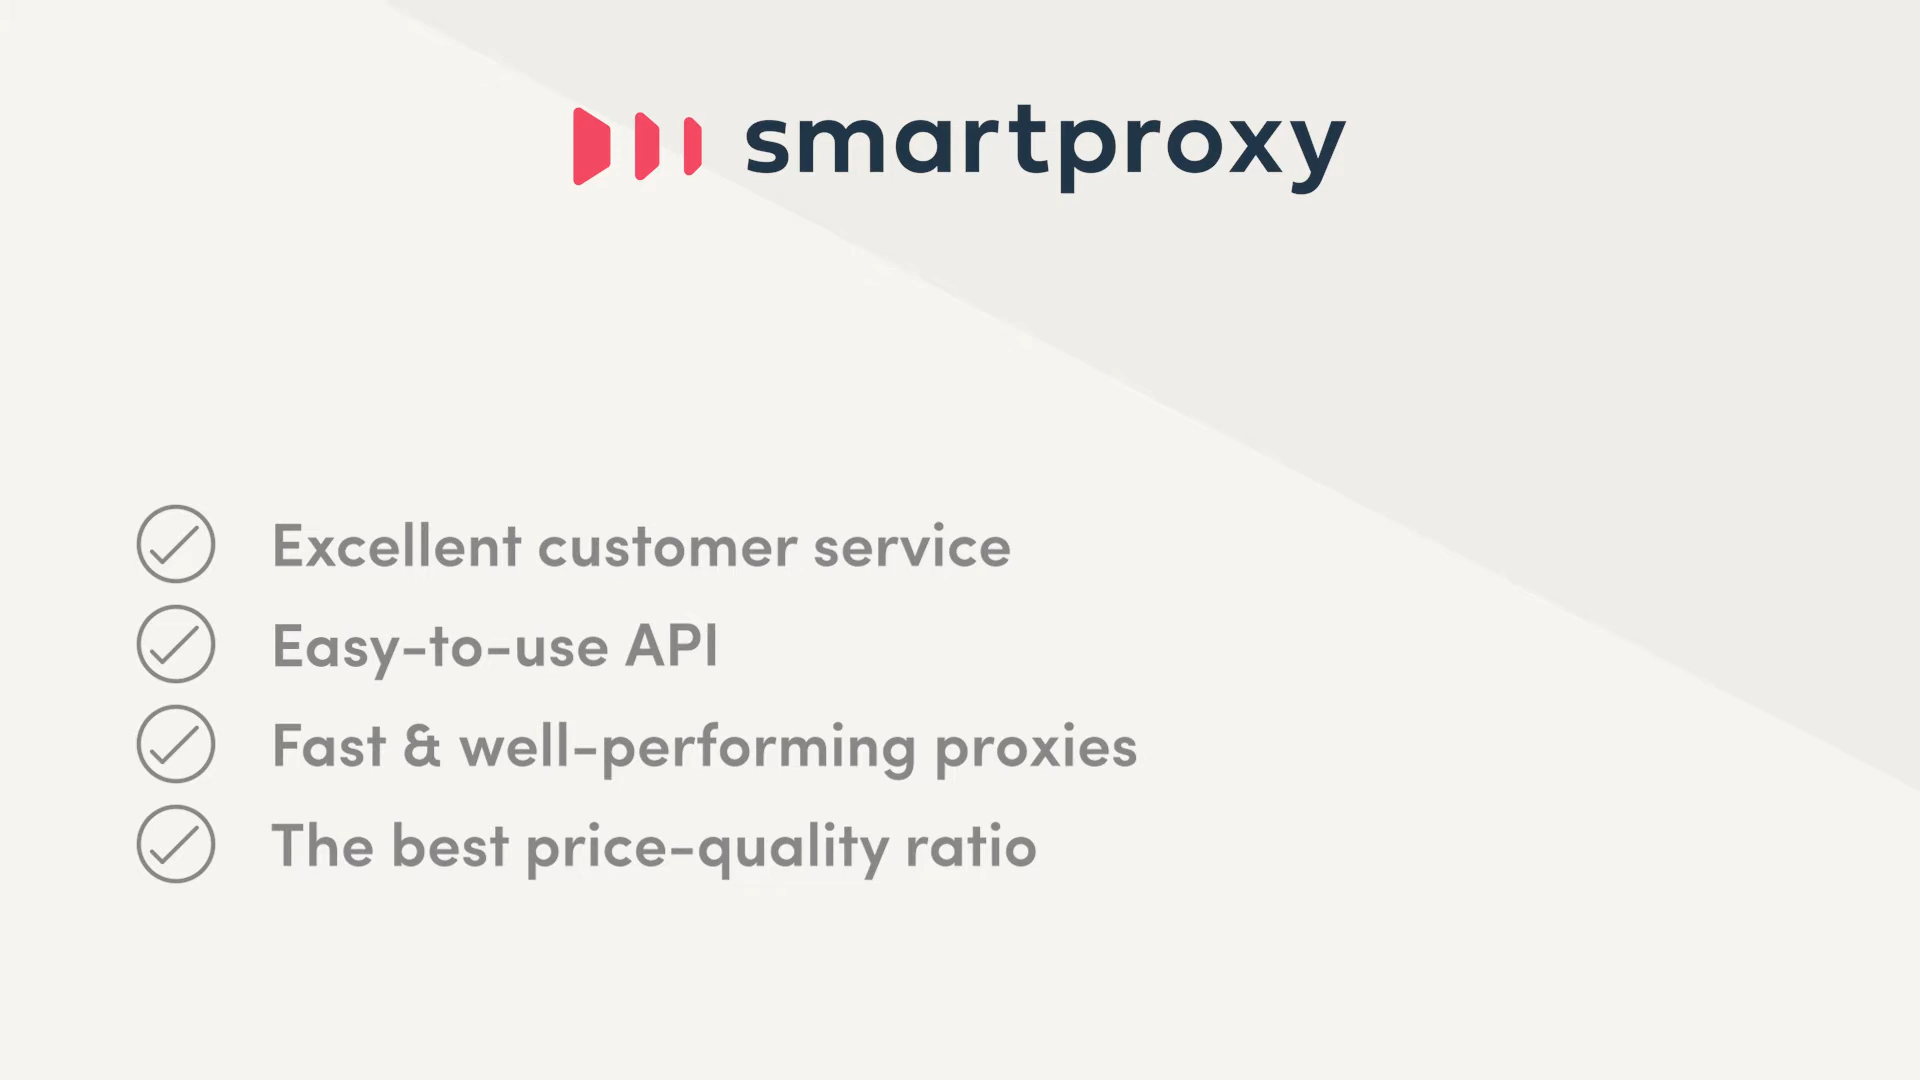 smartproxy
Excellent customer service
Easy-to-use API
Fast & well-performing proxies
The best price-quality ratio